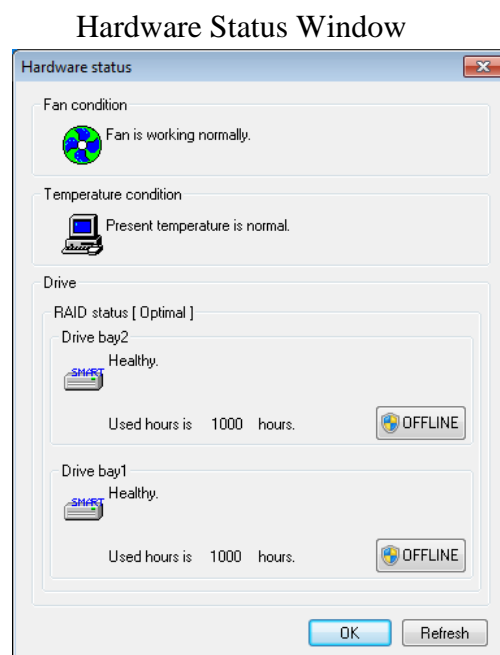 Hardware Status Window
Hardware status
Fan condition
Fan is working normally.
Temperature condition
Present temperature is normal.
Drive
RAID status [ Optimal ]
Drive bay2
SMART
Healthy.
Used hours is 1000 hours.
OFFLINE
Drive bay1
SMART
Healthy.
Used hours is 1000 hours.
OFFLINE
OK
Refresh